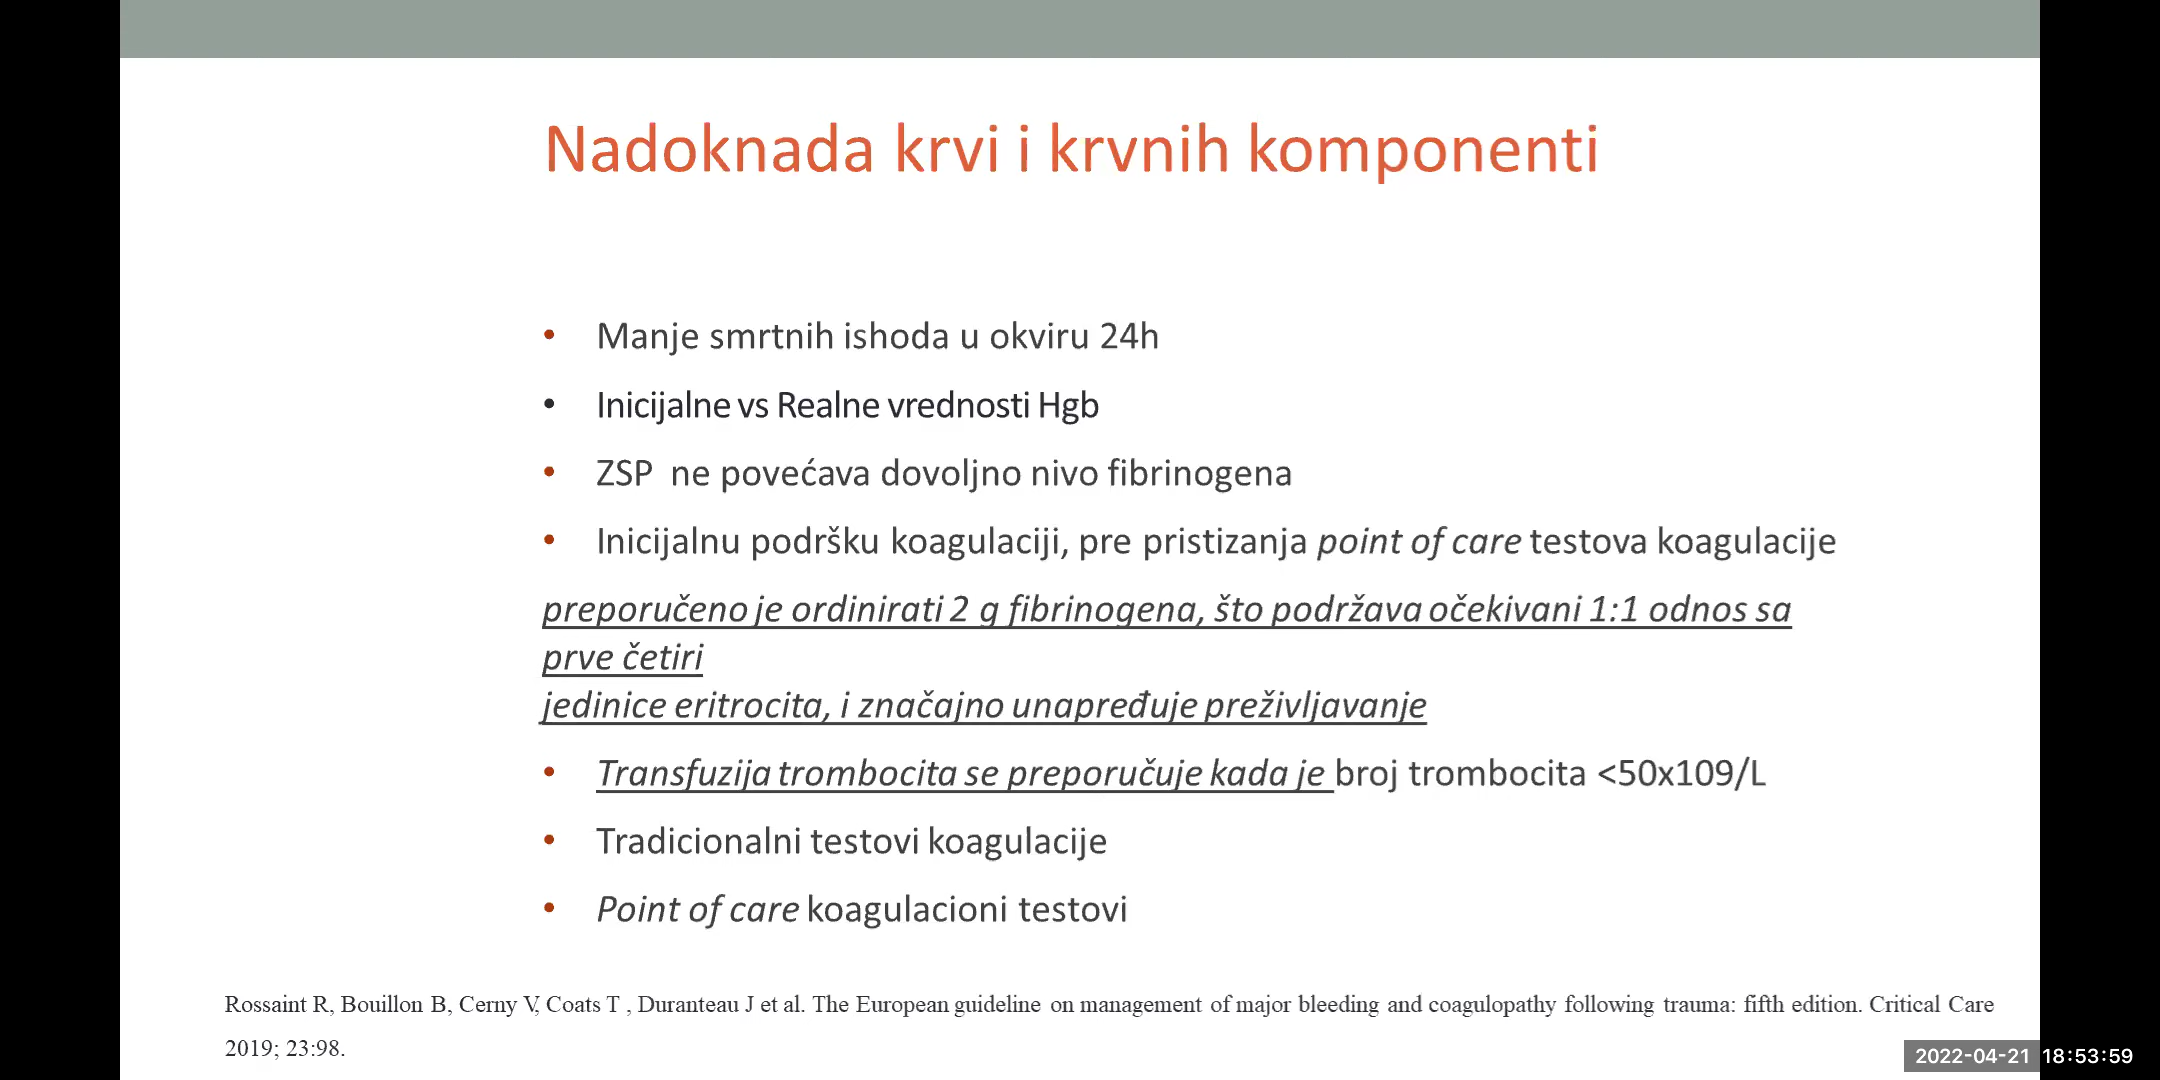 Nadoknada krvi i krvnih komponenti
• Manje smrtnih ishoda u okviru 24h
• Inicijalne vs Realne vrednosti Hgb
• ZSP ne povećava dovoljno nivo fibrinogena
• Inicijalnu podršku koagulaciji, pre pristizanja point of care testova koagulacije
preporučeno je ordinirati 2 g fibrinogena, što podržava očekivani 1:1 odnos sa
prve četiri
jedinice eritrocita, i značajno unapređuje preživljavanje
• Transfuzija trombocita se preporučuje kada je broj trombocita <50x109/L
• Tradicionalni testovi koagulacije
• Point of care koagulacioni testovi
Rossaint R, Bouillon B, Cerny V, Coats T , Duranteau J et al. The European guideline on management of major bleeding and coagulopathy following trauma: fifth edition. Critical Care
2019; 23:98.
2022-04-21 18:53:59